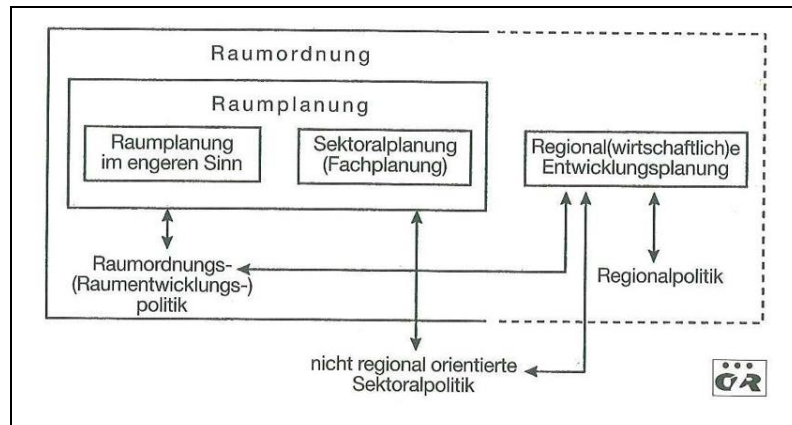 Raumordnung
Raumplanung
Raumplanung
im engeren Sinn
Sektoralplanung
(Fachplanung)
Regional(wirtschaftlich)e
Entwicklungsplanung
Raumordnungs-
(Raumentwicklungs-)
politik
Regionalpolitik
nicht regional orientierte
Sektoralpolitik